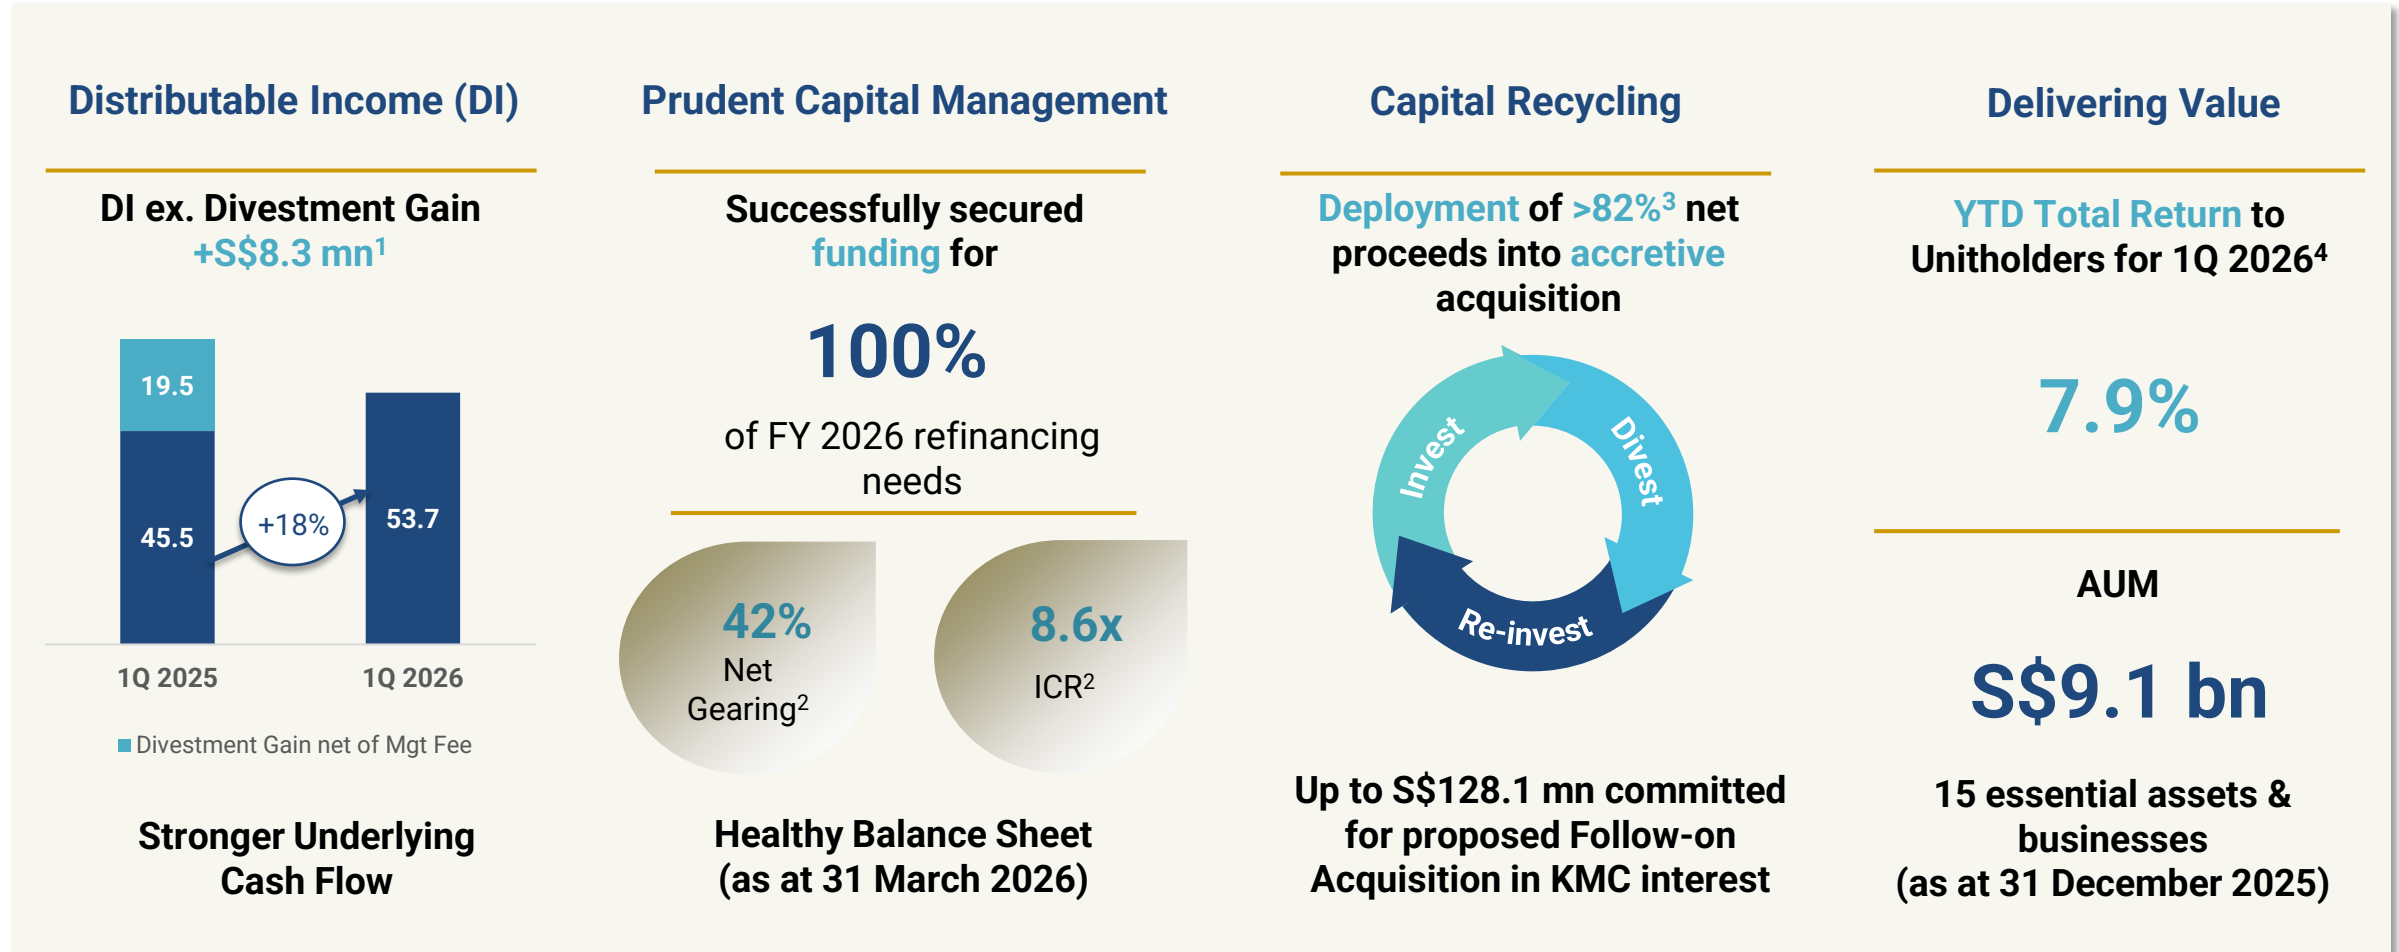 Distributable Income (DI)
DI ex. Divestment Gain
+S$8.3 mn¹
19.5
45.5
+18%
53.7
1Q 2025
1Q 2026
Divestment Gain net of Mgt Fee
Stronger Underlying
Cash Flow
Prudent Capital Management
Successfully secured
funding for
100%
of FY 2026 refinancing
needs
42%
Net
Gearing²
8.6x
ICR²
Healthy Balance Sheet
(as at 31 March 2026)
Capital Recycling
Deployment of >82%³ net
proceeds into accretive
acquisition
Invest
Divest
Re-invest
Up to S$128.1 mn committed
for proposed Follow-on
Acquisition in KMC interest
Delivering Value
YTD Total Return to
Unitholders for 1Q 2026⁴
7.9%
AUM
S$9.1 bn
15 essential assets &
businesses
(as at 31 December 2025)